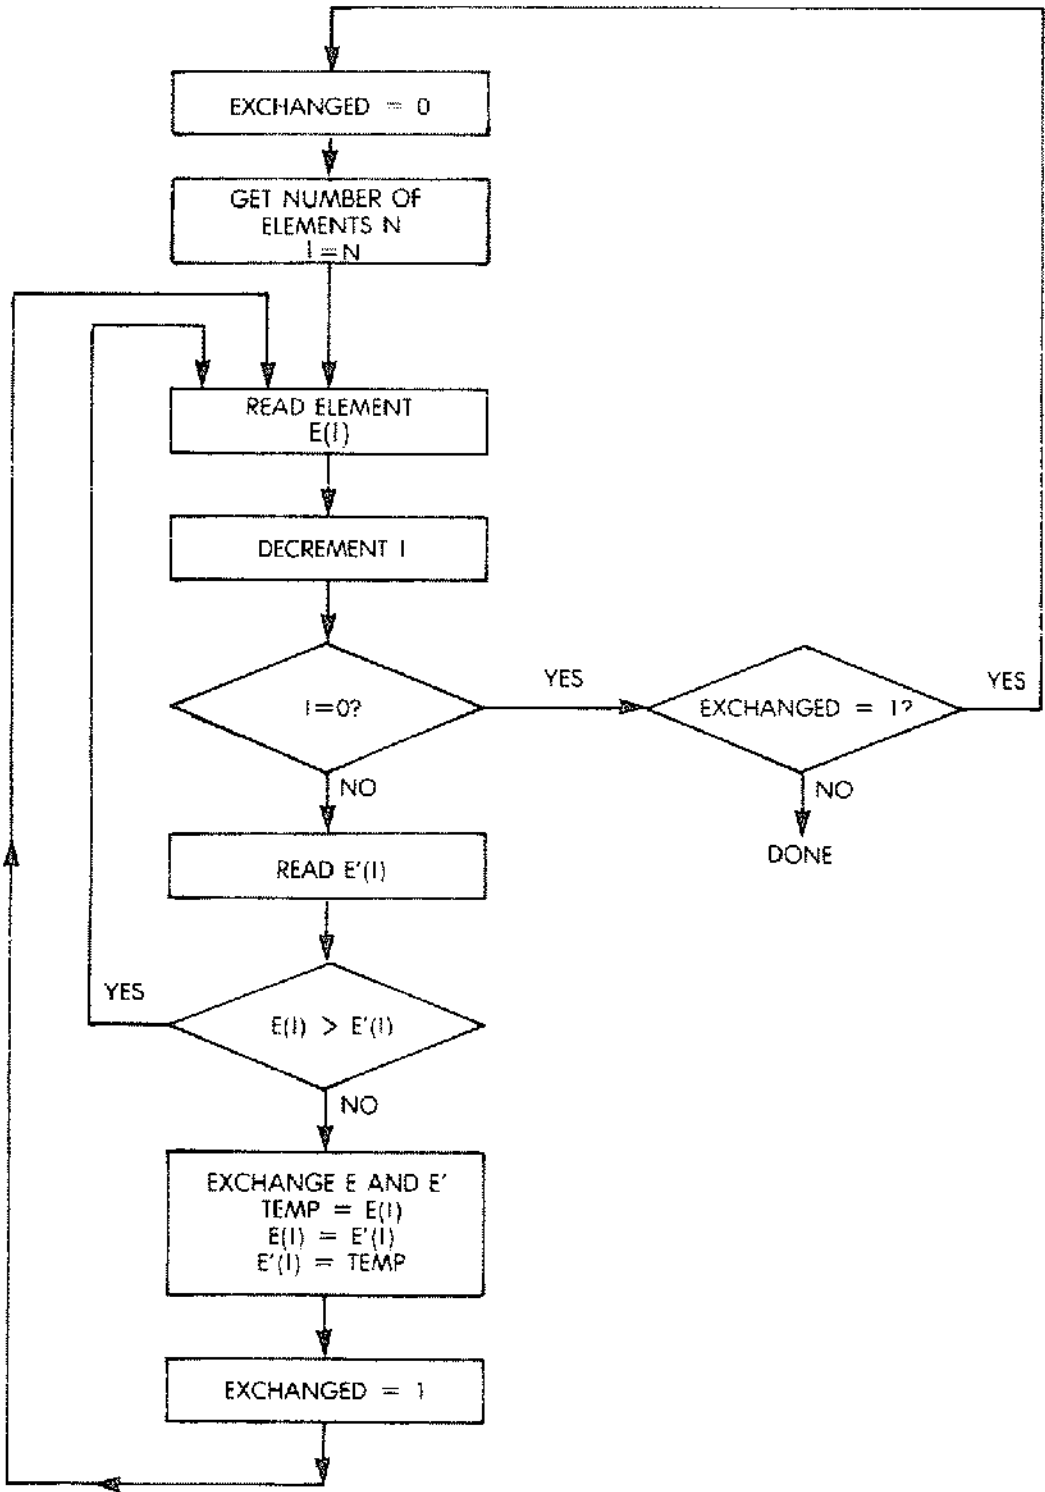 EXCHANGED = 0
GET NUMBER OF
ELEMENTS N
I=N
READ ELEMENT
E(I)
DECREMENT I
I=0?
YES
EXCHANGED = 1?
YES
NO
NO
DONE
READ E'(I)
YES
E(I) > E'(I)
NO
EXCHANGE E AND E'
TEMP = E(I)
E(I) = E'(I)
E'(I) = TEMP
EXCHANGED = 1